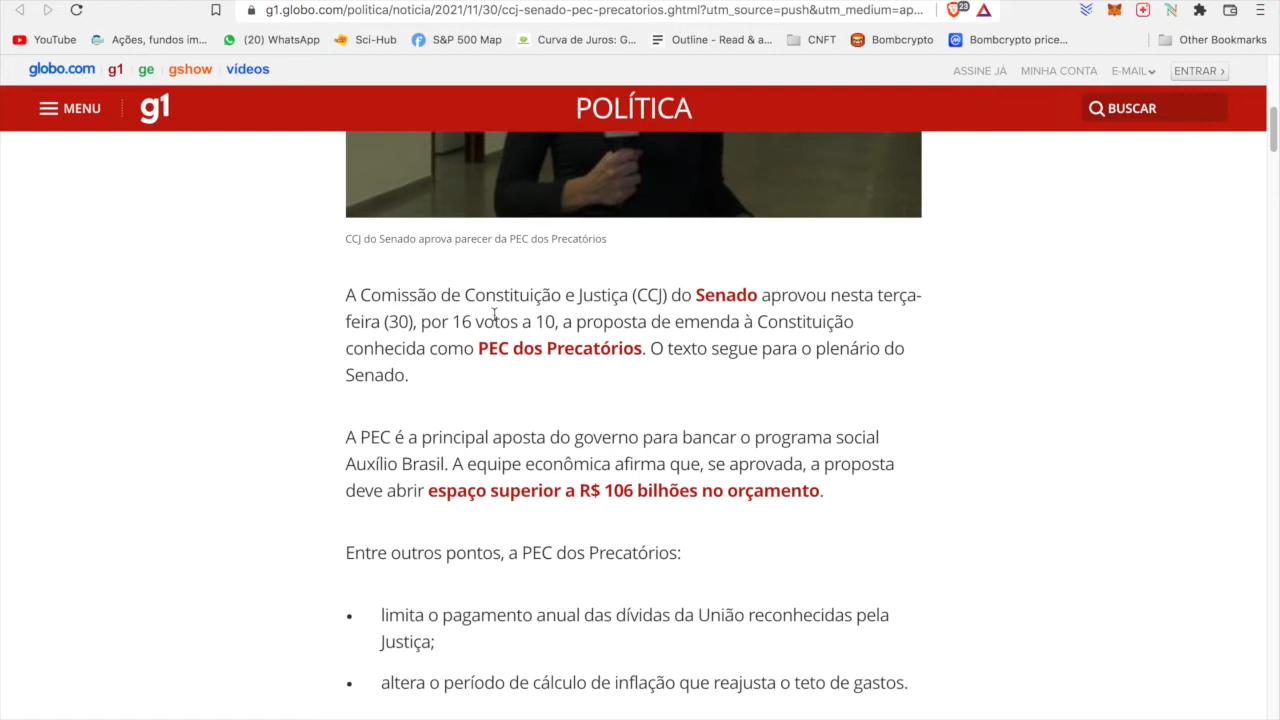 g1.globo.com/politica/noticia/2021/11/30/ccj-senado-pec-precatorios.ghtml?utm_source=push&utm_medium=ap... 23
YouTube Ações, fundos im... (20) WhatsApp Sci-Hub S&P 500 Map Curva de Juros: G... Outline - Read & a... CNFT Bombcrypto Bombcrypto price... Other Bookmarks
globo.com g1 ge gshow vídeos ASSINE JÁ MINHA CONTA E-MAIL ENTRAR ›
MENU g1 POLÍTICA BUSCAR
CCJ do Senado aprova parecer da PEC dos Precatórios
A Comissão de Constituição e Justiça (CCJ) do Senado aprovou nesta terça-
feira (30), por 16 votos a 10, a proposta de emenda à Constituição
conhecida como PEC dos Precatórios. O texto segue para o plenário do
Senado.
A PEC é a principal aposta do governo para bancar o programa social
Auxílio Brasil. A equipe econômica afirma que, se aprovada, a proposta
deve abrir espaço superior a R$ 106 bilhões no orçamento.
Entre outros pontos, a PEC dos Precatórios:
• limita o pagamento anual das dívidas da União reconhecidas pela
Justiça;
• altera o período de cálculo de inflação que reajusta o teto de gastos.